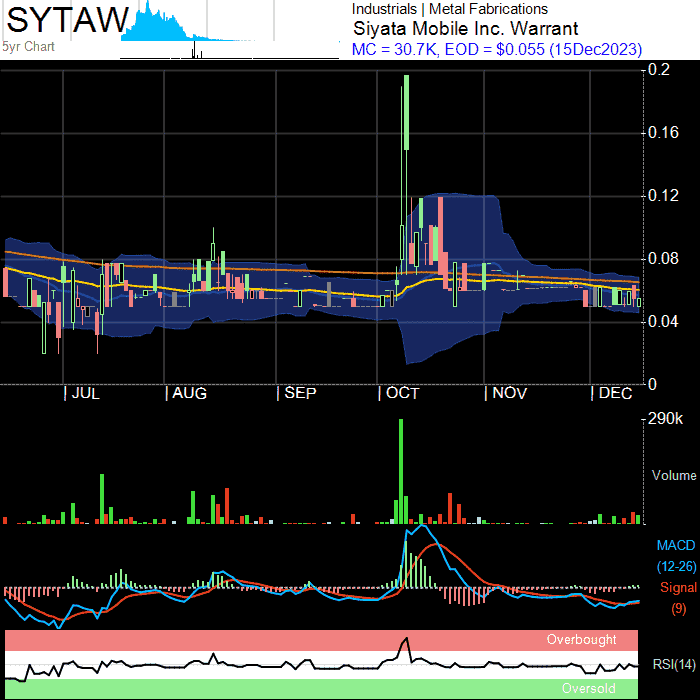 SYTAW
5yr Chart
Industrials | Metal Fabrications
Siyata Mobile Inc. Warrant
MC = 30.7K, EOD = $0.055 (15Dec2023)
0.2
0.16
0.12
0.08
0.04
0
| JUL | AUG | SEP | OCT | NOV | DEC
290k
Volume
MACD
(12-26)
Signal
(9)
Overbought
RSI(14)
Oversold